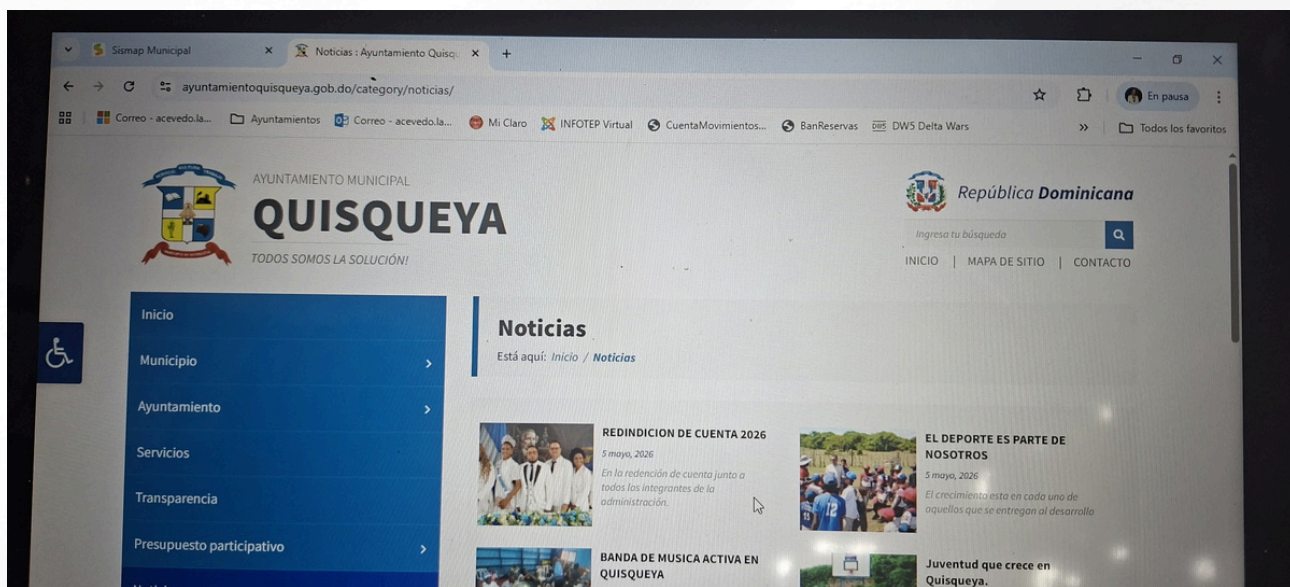 Sismap Municipal
Noticias : Ayuntamiento Quisq
ayuntamientoquisqueya.gob.do/category/noticias/
En pausa
Correo - acevedo.la...
Ayuntamientos
Correo - acevedo.la...
Mi Claro
INFOTEP Virtual
CuentaMovimientos...
BanReservas
DW5 Delta Wars
Todos los favoritos
AYUNTAMIENTO MUNICIPAL
QUISQUEYA
TODOS SOMOS LA SOLUCIÓN!
República Dominicana
Ingresa tu búsqueda
INICIO | MAPA DE SITIO | CONTACTO
Inicio
Municipio
Ayuntamiento
Servicios
Transparencia
Presupuesto participativo
Noticias
Está aquí: Inicio / Noticias
REDINDICION DE CUENTA 2026
5 mayo, 2026
En la redención de cuenta junto a
todos los integrantes de la
administración.
EL DEPORTE ES PARTE DE
NOSOTROS
5 mayo, 2026
El crecimiento esta en cada uno de
aquellos que se entregan al desarrollo
12
BANDA DE MUSICA ACTIVA EN
QUISQUEYA
Juventud que crece en
Quisqueya.